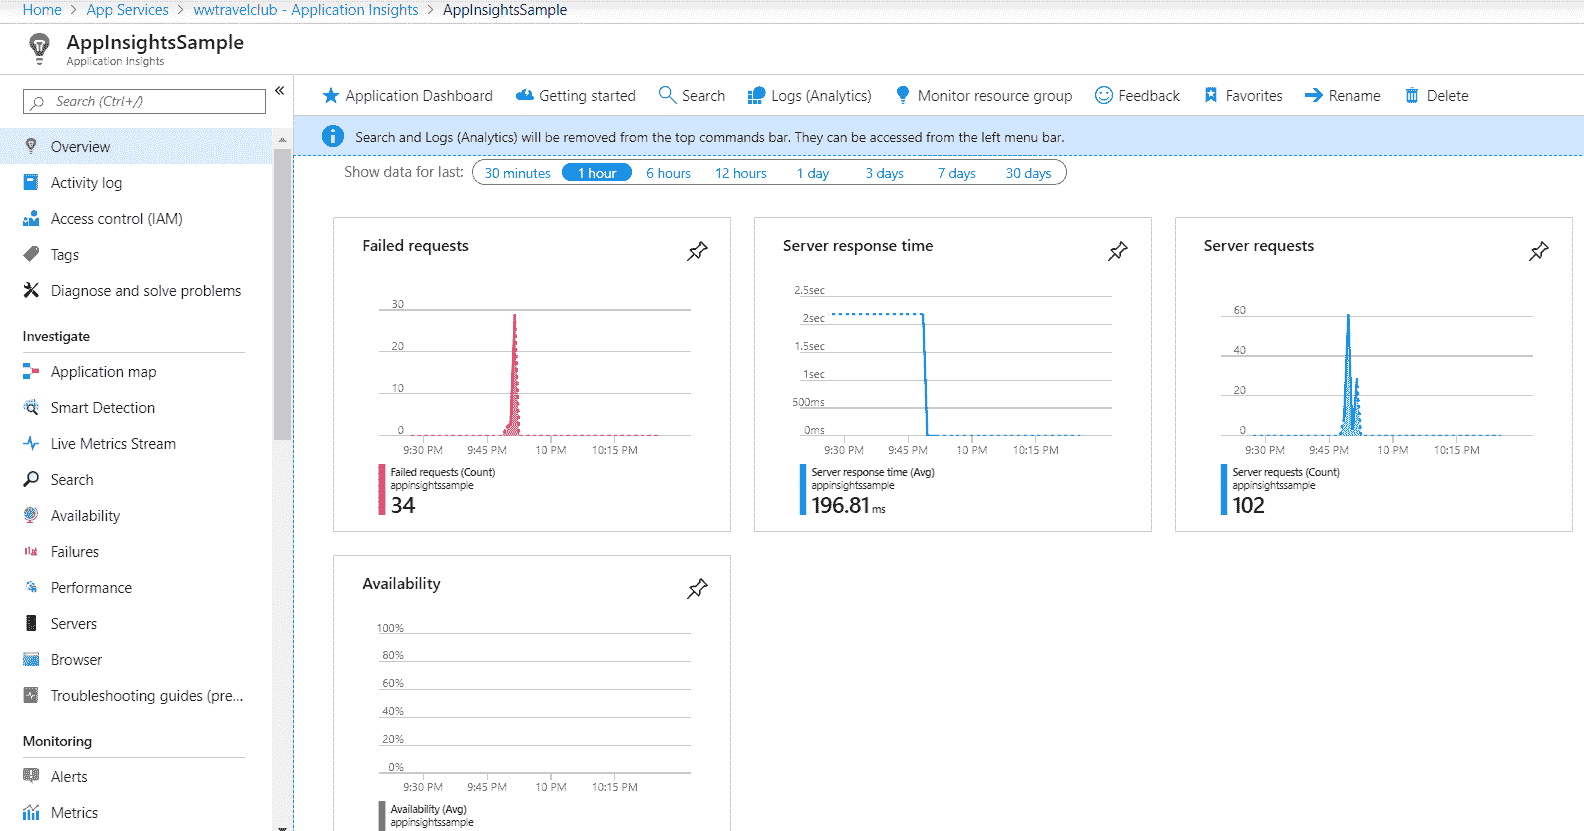 Home > App Services > wwtravelclub - Application Insights > AppInsightsSample
AppInsightsSample
Application Insights
Search (Ctrl+/)
«
Overview
Activity log
Access control (IAM)
Tags
Diagnose and solve problems
Investigate
Application map
Smart Detection
Live Metrics Stream
Search
Availability
Failures
Performance
Servers
Browser
Troubleshooting guides (pre...
Monitoring
Alerts
Metrics
Application Dashboard Getting started Search Logs (Analytics) Monitor resource group Feedback Favorites Rename Delete
Search and Logs (Analytics) will be removed from the top commands bar. They can be accessed from the left menu bar.
Show data for last: 30 minutes 1 hour 6 hours 12 hours 1 day 3 days 7 days 30 days
Failed requests
30
20
10
0
9:30 PM 9:45 PM 10 PM 10:15 PM
Failed requests (Count)
appinsightssample
34
Server response time
2.5sec
2sec
1.5sec
1sec
500ms
0ms
9:30 PM 9:45 PM 10 PM 10:15 PM
Server response time (Avg)
appinsightssample
196.81 ms
Server requests
60
40
20
0
9:30 PM 9:45 PM 10 PM 10:15 PM
Server requests (Count)
appinsightssample
102
Availability
100%
80%
60%
40%
20%
0%
9:30 PM 9:45 PM 10 PM 10:15 PM
Availability (Avg)
appinsightssample